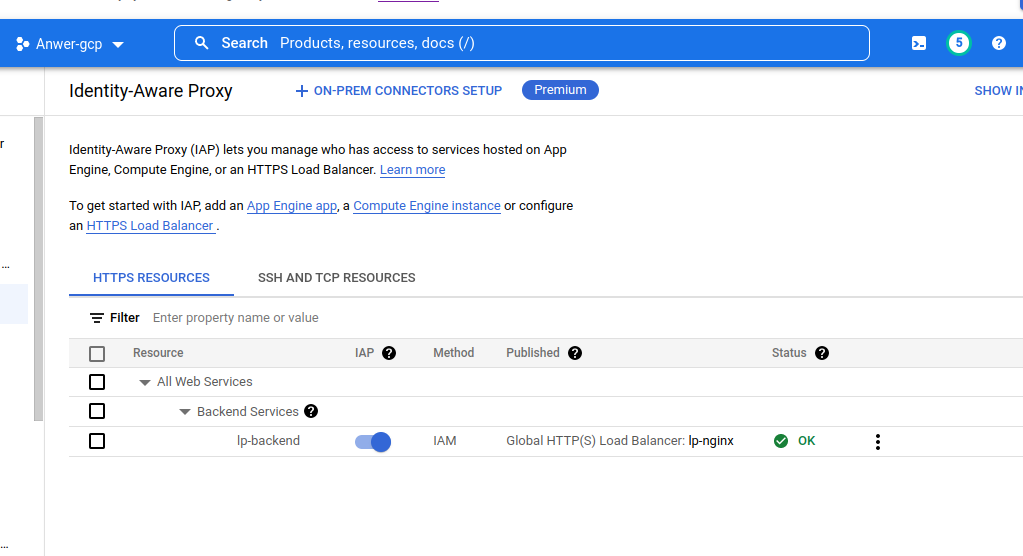 Anwer-gcp
Search Products, resources, docs (/)
5
Identity-Aware Proxy
ON-PREM CONNECTORS SETUP
Premium
SHOW IN
r
Identity-Aware Proxy (IAP) lets you manage who has access to services hosted on App
Engine, Compute Engine, or an HTTPS Load Balancer. Learn more
To get started with IAP, add an App Engine app, a Compute Engine instance or configure
an HTTPS Load Balancer .
...
HTTPS RESOURCES
SSH AND TCP RESOURCES
Filter Enter property name or value
Resource IAP Method Published Status
All Web Services
Backend Services
lp-backend IAM Global HTTP(S) Load Balancer: lp-nginx OK
...